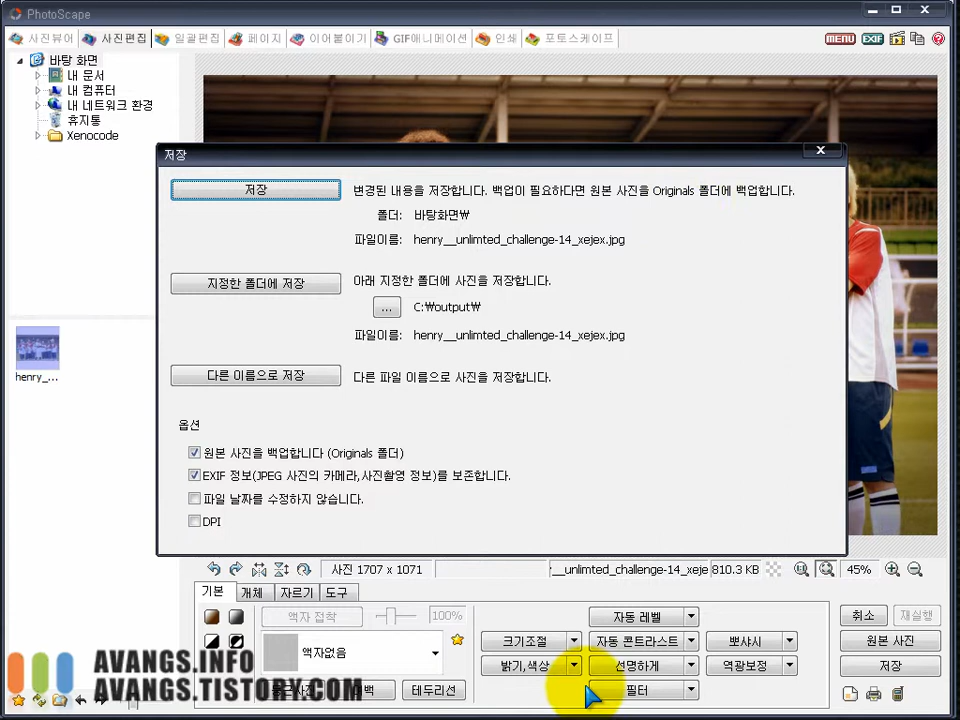 PhotoScape
사진뷰어 사진편집 일괄편집 페이지 이어붙이기 GIF애니메이션 인쇄 포토스케이프 MENU EXIF
바탕 화면
내 문서
내 컴퓨터
내 네트워크 환경
휴지통
Xenocode
henry_...
저장
저장 변경된 내용을 저장합니다. 백업이 필요하다면 원본 사진을 Originals 폴더에 백업합니다.
폴더: 바탕화면\
파일이름: henry__unlimted_challenge-14_xejex.jpg
지정한 폴더에 저장 아래 지정한 폴더에 사진을 저장합니다.
... C:\output\
파일이름: henry__unlimted_challenge-14_xejex.jpg
다른 이름으로 저장 다른 파일 이름으로 사진을 저장합니다.
옵션
원본 사진을 백업합니다 (Originals 폴더)
EXIF 정보(JPEG 사진의 카메라,사진촬영 정보)를 보존합니다.
파일 날짜를 수정하지 않습니다.
DPI
사진 1707 x 1071 __unlimted_challenge-14_xeje 810.3 KB 45%
기본 개체 자르기 도구
액자 접착 100% 자동 레벨 취소 재실행
액자없음 크기조절 자동 콘트라스트 뽀샤시 원본 사진
밝기,색상 선명하게 역광보정 저장
테두리선 필터
AVANGS.INFO
AVANGS.TISTORY.COM